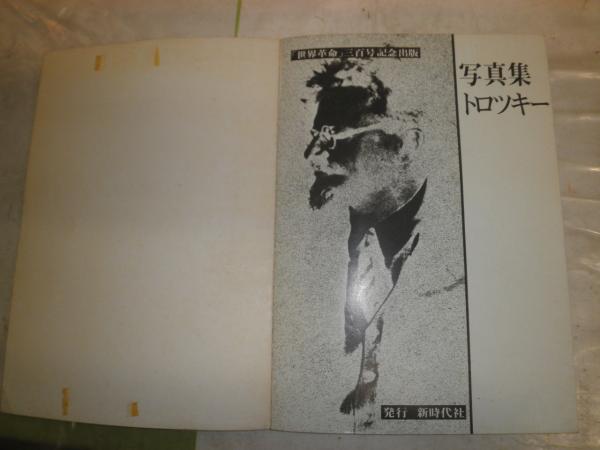 「世界革命」三百号記念出版
写真集
トロツキー
発行 新時代社